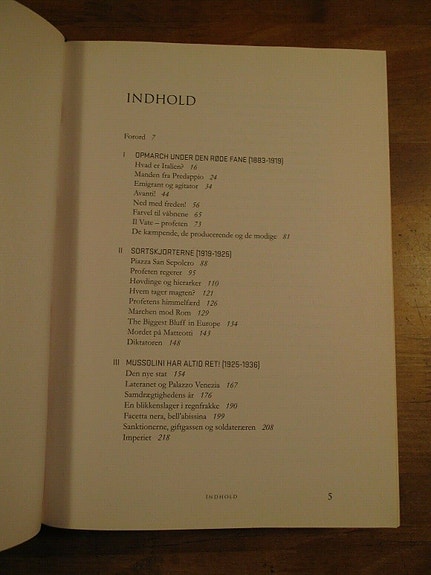 INDHOLD
Forord 7
I OPMARCH UNDER DEN RØDE FANE (1883-1919)
Hvad er Italien? 16
Manden fra Predappio 24
Emigrant og agitator 34
Avanti! 44
Ned med freden! 56
Farvel til våbnene 65
Il Vate – profeten 73
De kæmpende, de producerende og de modige 81
II SORTSKJORTERNE (1919-1925)
Piazza San Sepolcro 88
Profeten regerer 95
Høvdinge og hierarker 110
Hvem tager magten? 121
Profetens himmelfærd 126
Marchen mod Rom 129
The Biggest Bluff in Europe 134
Mordet på Matteotti 143
Diktatoren 148
III MUSSOLINI HAR ALTID RET! (1925-1936)
Den nye stat 154
Lateranet og Palazzo Venezia 167
Samdrægtighedens år 176
En blikkenslager i regnfrakke 190
Facetta nera, bell'abissina 199
Sanktionerne, giftgassen og soldateræren 208
Imperiet 218
INDHOLD 5